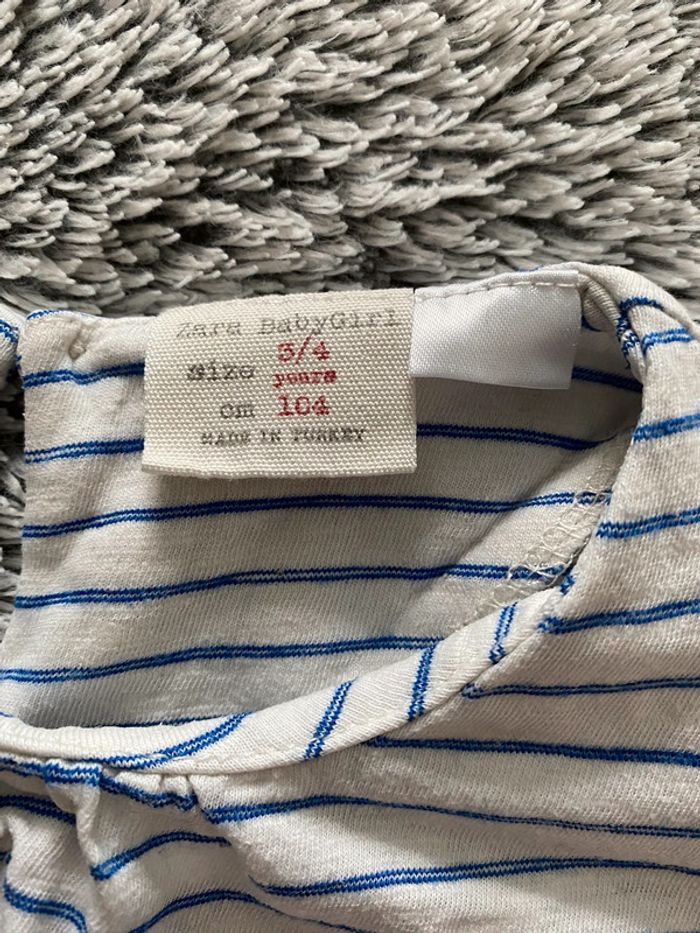 Zara BabyGirl
size 3/4
years
cm 104
MADE IN TURKEY